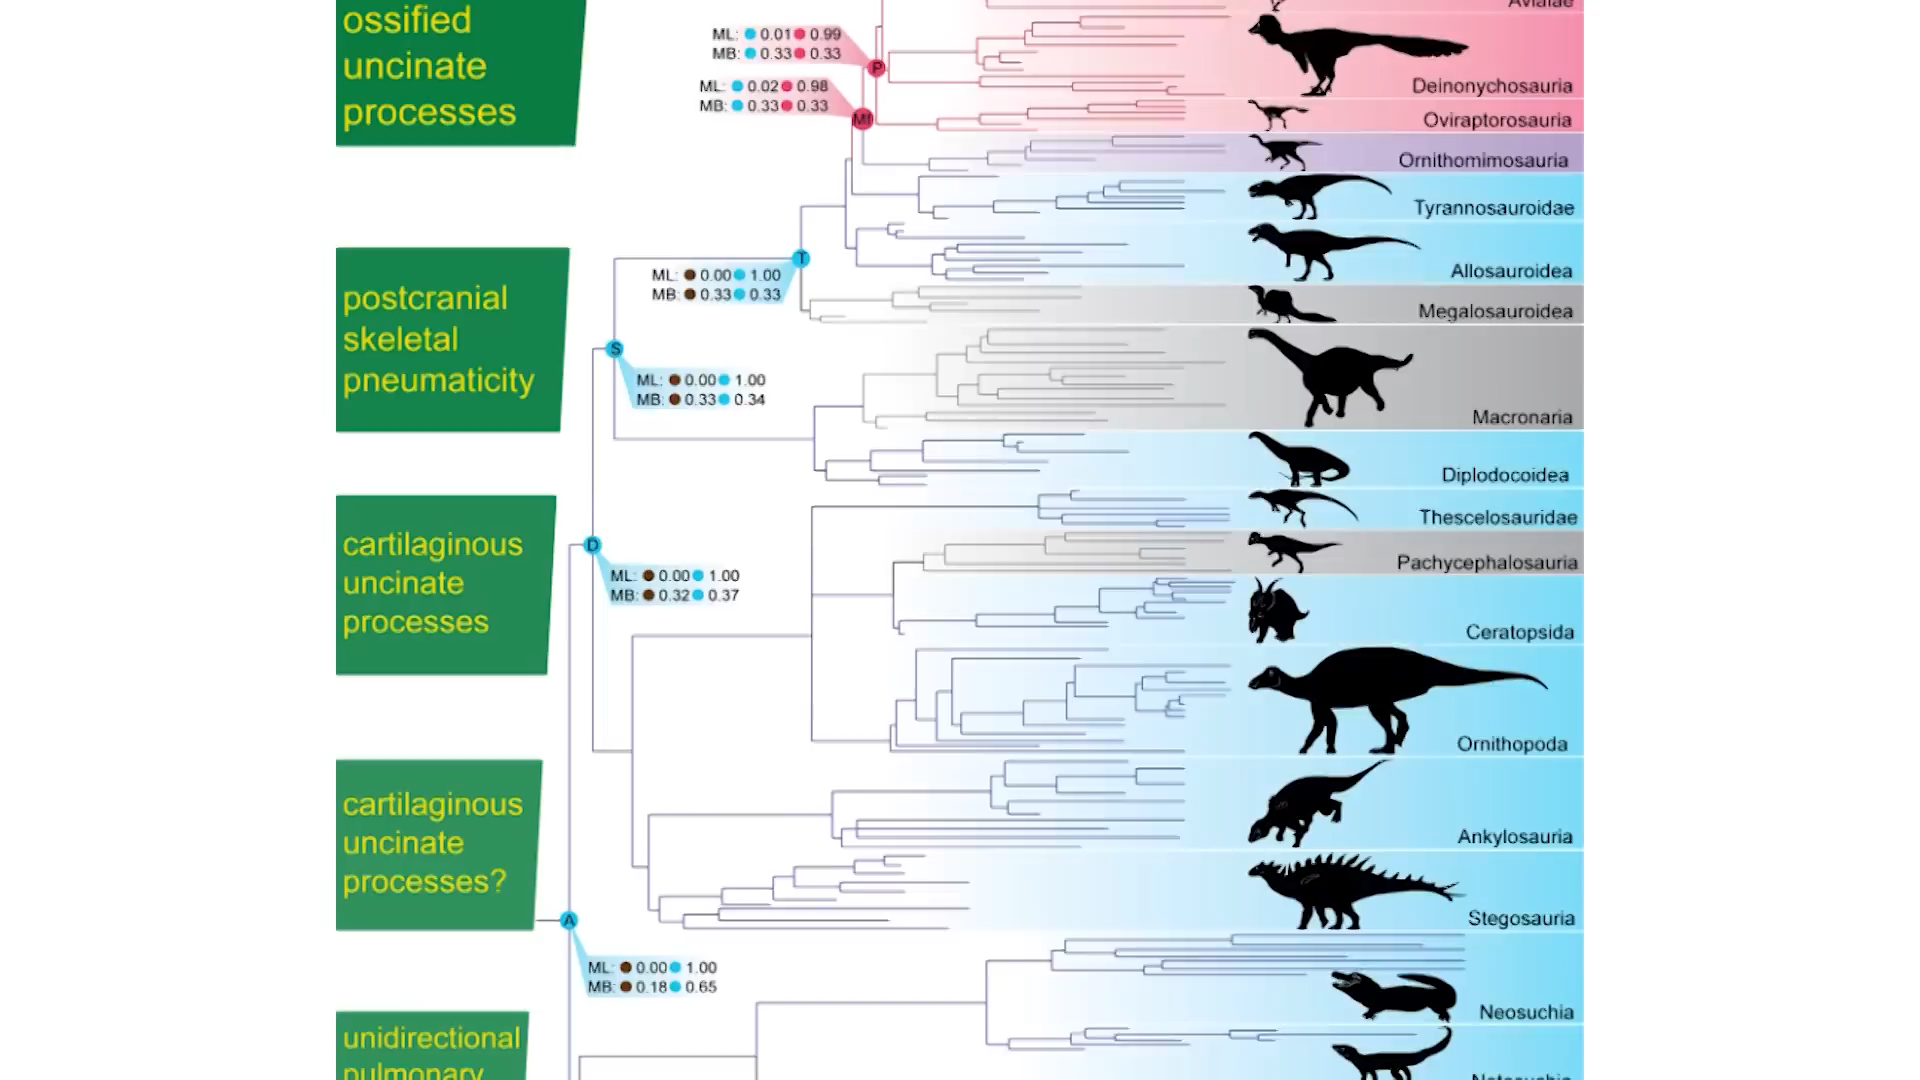 ossified
uncinate
processes
ML: 0.01 0.99
MB: 0.33 0.33
P
ML: 0.02 0.98
MB: 0.33 0.33
Avialae
Deinonychosauria
Oviraptorosauria
Ornithomimosauria
Tyrannosauroidae
Allosauroidea
Megalosauroidea
T
ML: 0.00 1.00
MB: 0.33 0.33
postcranial
skeletal
pneumaticity
S
ML: 0.00 1.00
MB: 0.33 0.34
Macronaria
Diplodocoidea
Thescelosauridae
Pachycephalosauria
cartilaginous
uncinate
processes
D
ML: 0.00 1.00
MB: 0.32 0.37
Ceratopsida
Ornithopoda
Ankylosauria
Stegosauria
cartilaginous
uncinate
processes?
A
ML: 0.00 1.00
MB: 0.18 0.65
Neosuchia
unidirectional
pulmonary